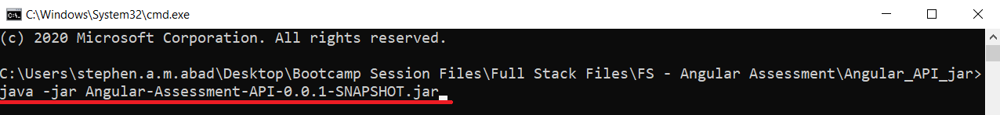 C:\Windows\System32\cmd.exe
(c) 2020 Microsoft Corporation. All rights reserved.
C:\Users\stephen.a.m.abad\Desktop\Bootcamp Session Files\Full Stack Files\FS - Angular Assessment\Angular_API_jar>
java -jar Angular-Assessment-API-0.0.1-SNAPSHOT.jar